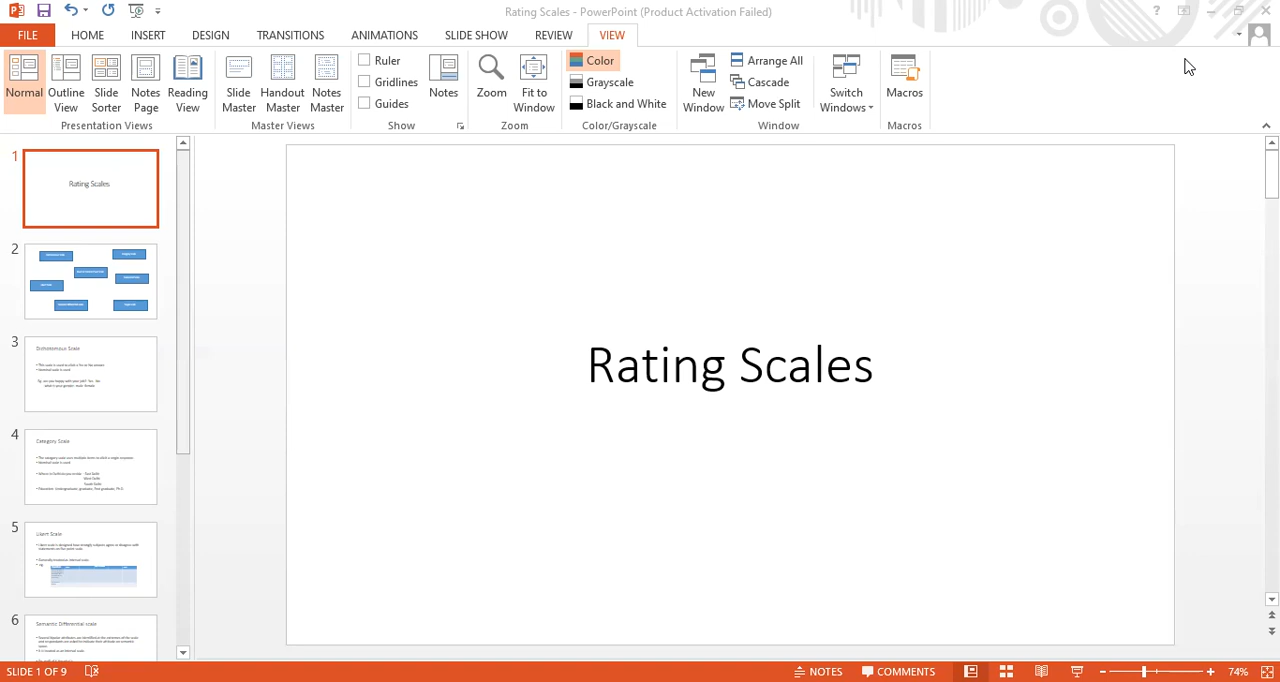 Rating Scales - PowerPoint (Product Activation Failed)
FILE HOME INSERT DESIGN TRANSITIONS ANIMATIONS SLIDE SHOW REVIEW VIEW
Normal Outline View Slide Sorter Notes Page Reading View
Presentation Views
Slide Master Handout Master Notes Master
Master Views
Ruler
Gridlines
Guides
Notes
Show
Zoom Fit to Window
Zoom
Color
Grayscale
Black and White
Color/Grayscale
New Window
Arrange All
Cascade
Move Split
Switch Windows
Window
Macros
Macros
1
Rating Scales
2
3
Dichotomous Scale
4
Category Scale
5
Likert Scale
6
Semantic Differential scale
Rating Scales
SLIDE 1 OF 9
NOTES COMMENTS
74%